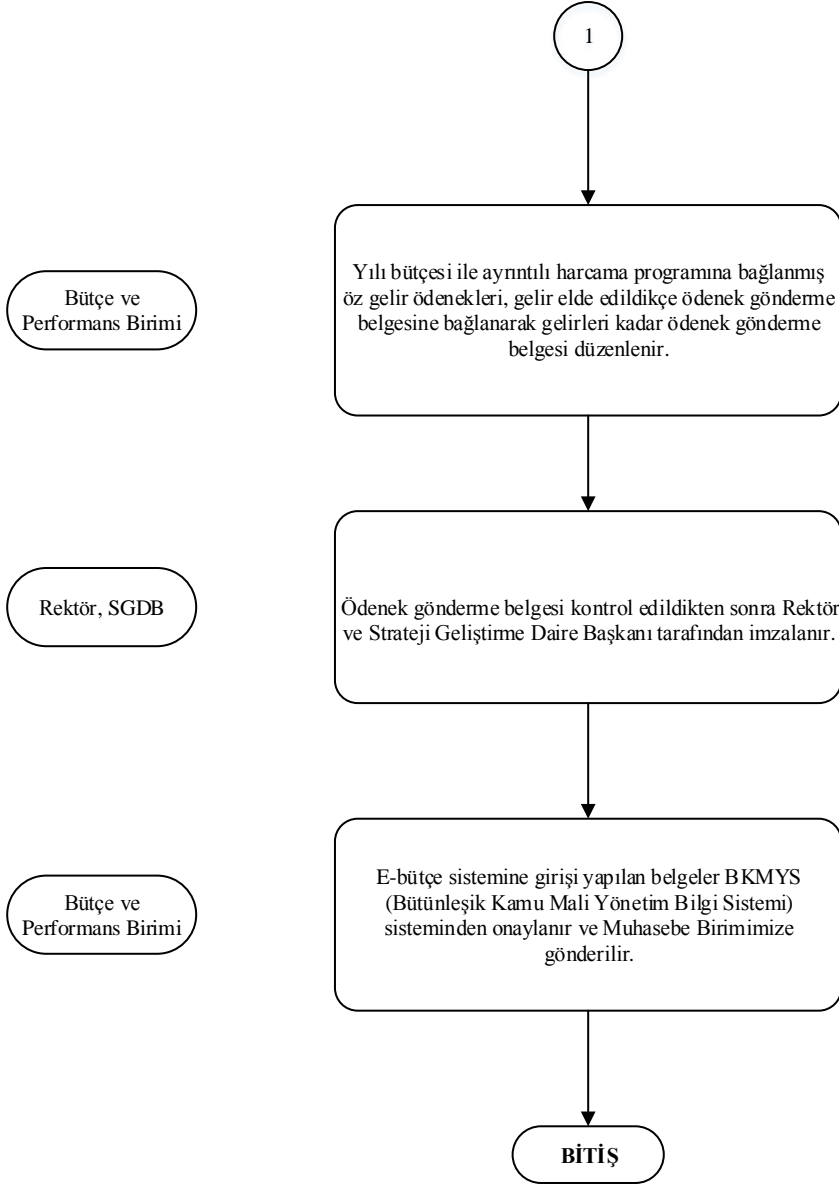 1
Bütçe ve
Performans Birimi
Yılı bütçesi ile ayrıntılı harcama programına bağlanmış
öz gelir ödenekleri, gelir elde edildikçe ödenek gönderme
belgesine bağlanarak gelirleri kadar ödenek gönderme
belgesi düzenlenir.
Rektör, SGDB
Ödenek gönderme belgesi kontrol edildikten sonra Rektör
ve Strateji Geliştirme Daire Başkanı tarafından imzalanır.
Bütçe ve
Performans Birimi
E-bütçe sistemine girişi yapılan belgeler BKMYS
(Bütünleşik Kamu Mali Yönetim Bilgi Sistemi)
sisteminden onaylanır ve Muhasebe Birimimize
gönderilir.
BİTİŞ